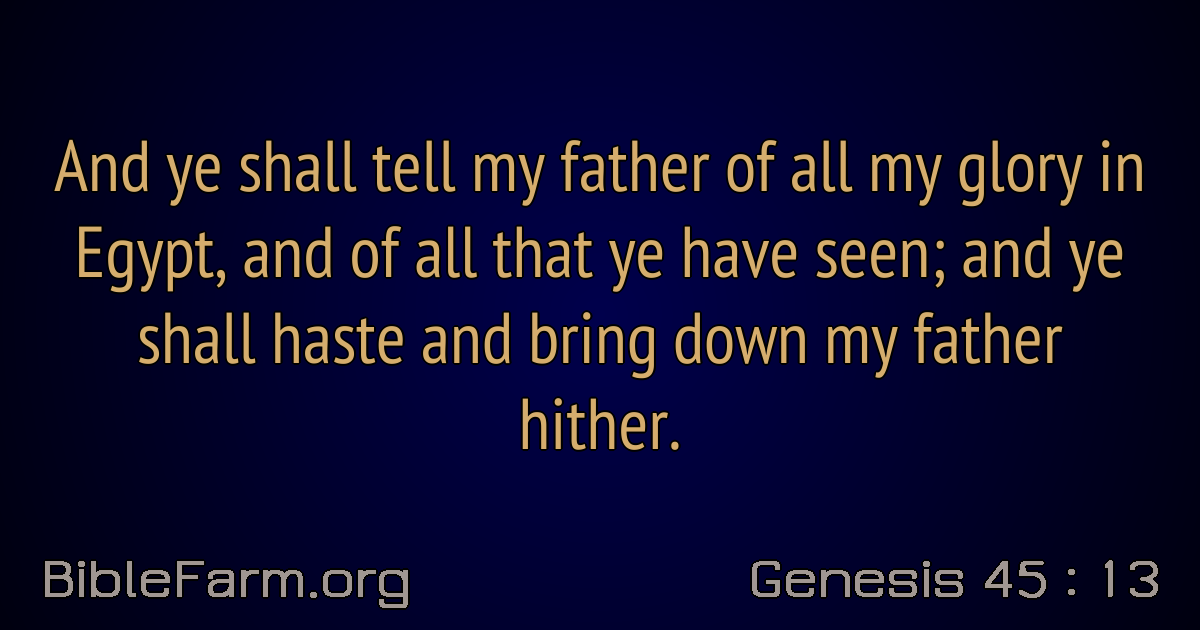 And ye shall tell my father of all my glory in
Egypt, and of all that ye have seen; and ye
shall haste and bring down my father
hither.
BibleFarm.org
Genesis 45 : 13